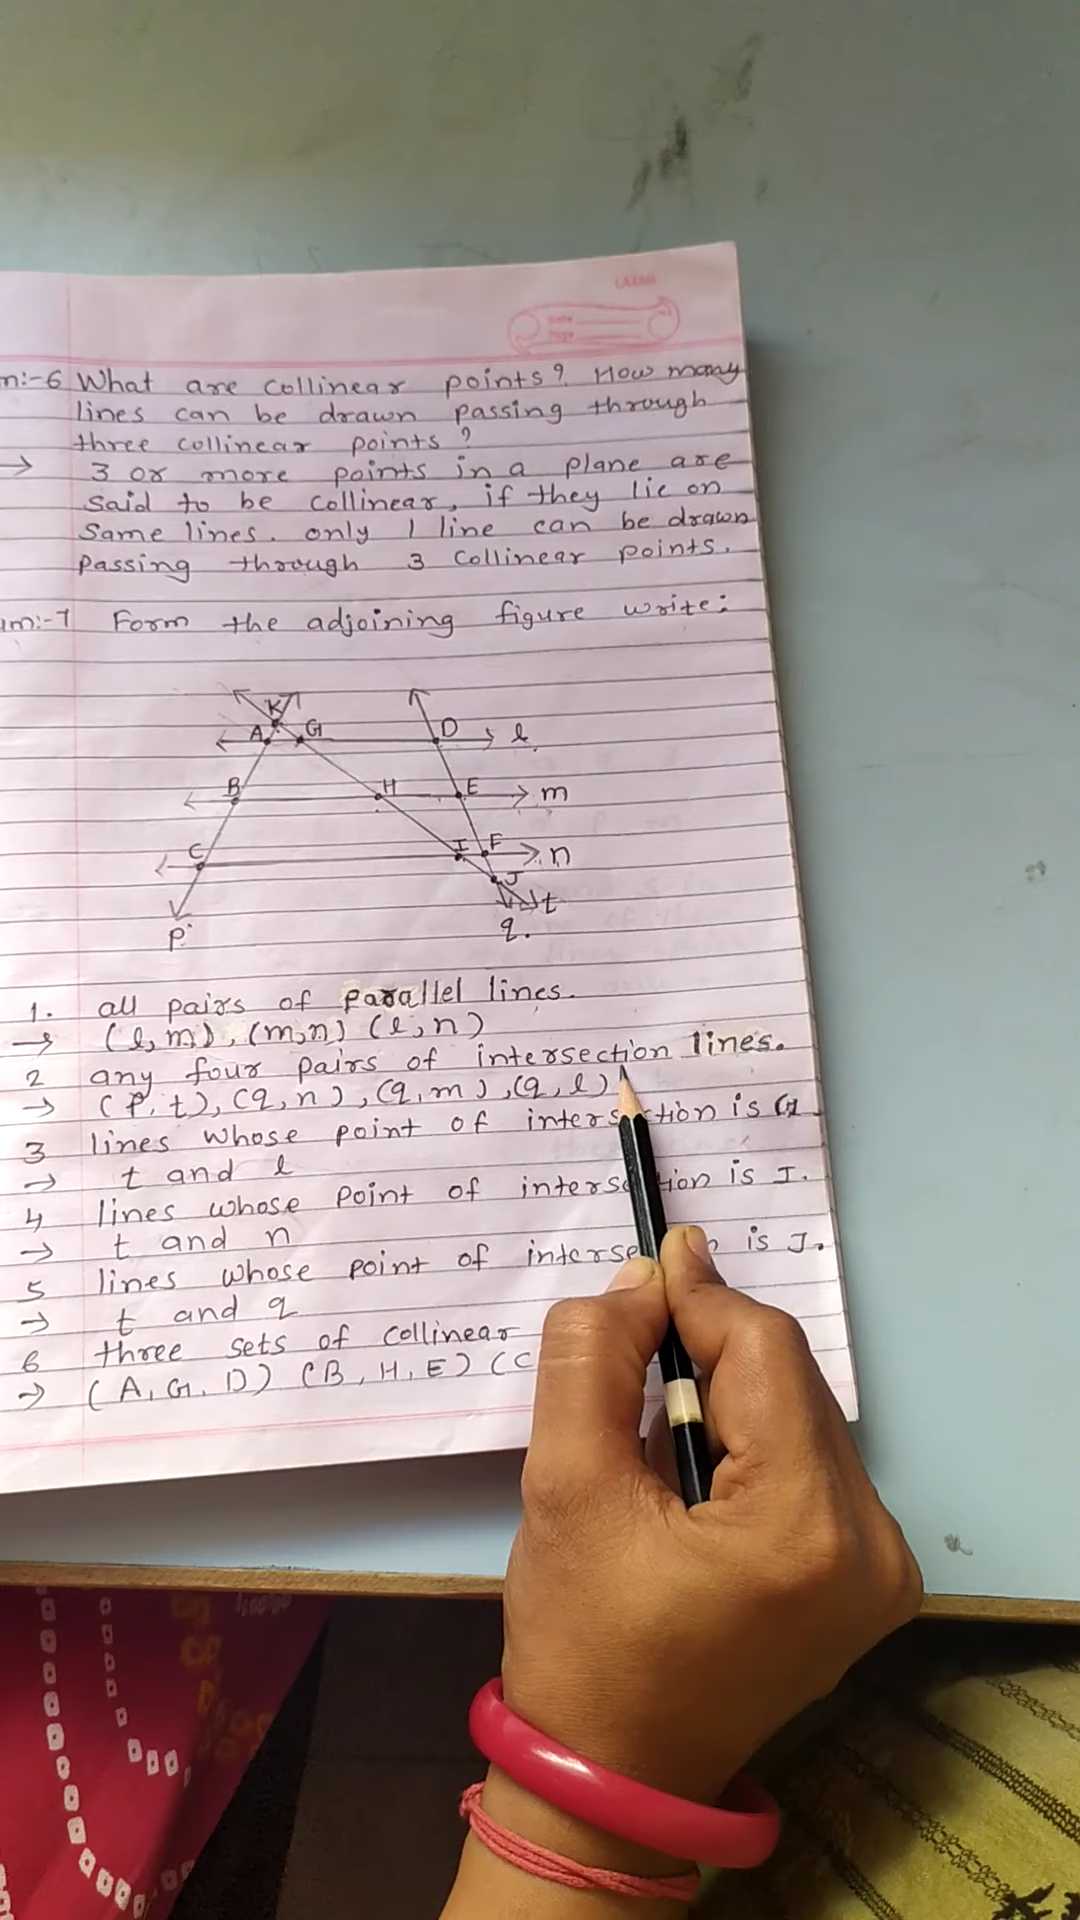 m:-6 What are collinear points? How many
lines can be drawn passing through
three collinear points?
→ 3 or more points in a plane are
said to be collinear, if they lie on
same lines. only 1 line can be drawn
passing through 3 collinear points.
um:-7 Form the adjoining figure write:
K
A G D l
B H E m
C I F n
J
t
P q.
1. all pairs of parallel lines.
→ (l,m), (m,n) (l,n)
2 any four pairs of intersection lines.
→ (P,t), (q,n), (q,m), (q,l)
3 lines whose point of intersection is G
→ t and l
4 lines whose point of intersection is I.
→ t and n
5 lines whose point of interse is J.
→ t and q
6 three sets of collinear
→ (A, G, D) (B, H, E) (C